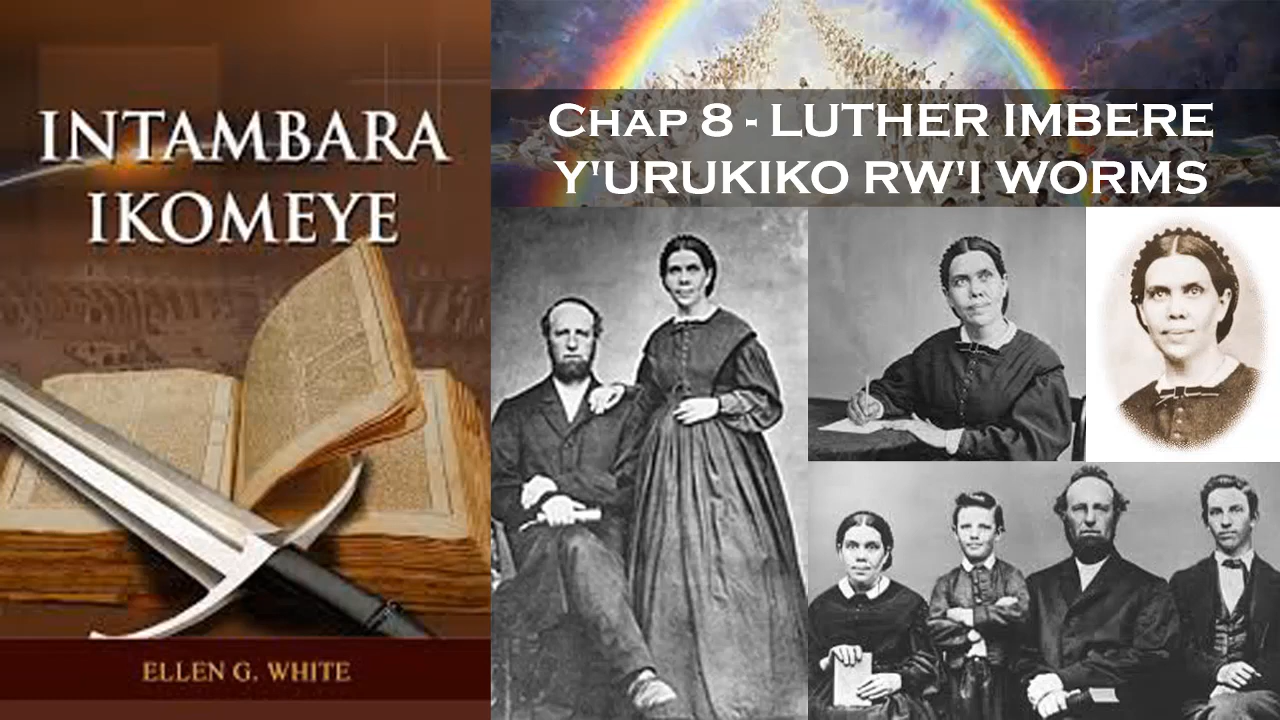 INTAMBARA
IKOMEYE
ELLEN G. WHITE
Chap 8 - LUTHER IMBERE
Y'URUKIKO RW'I WORMS